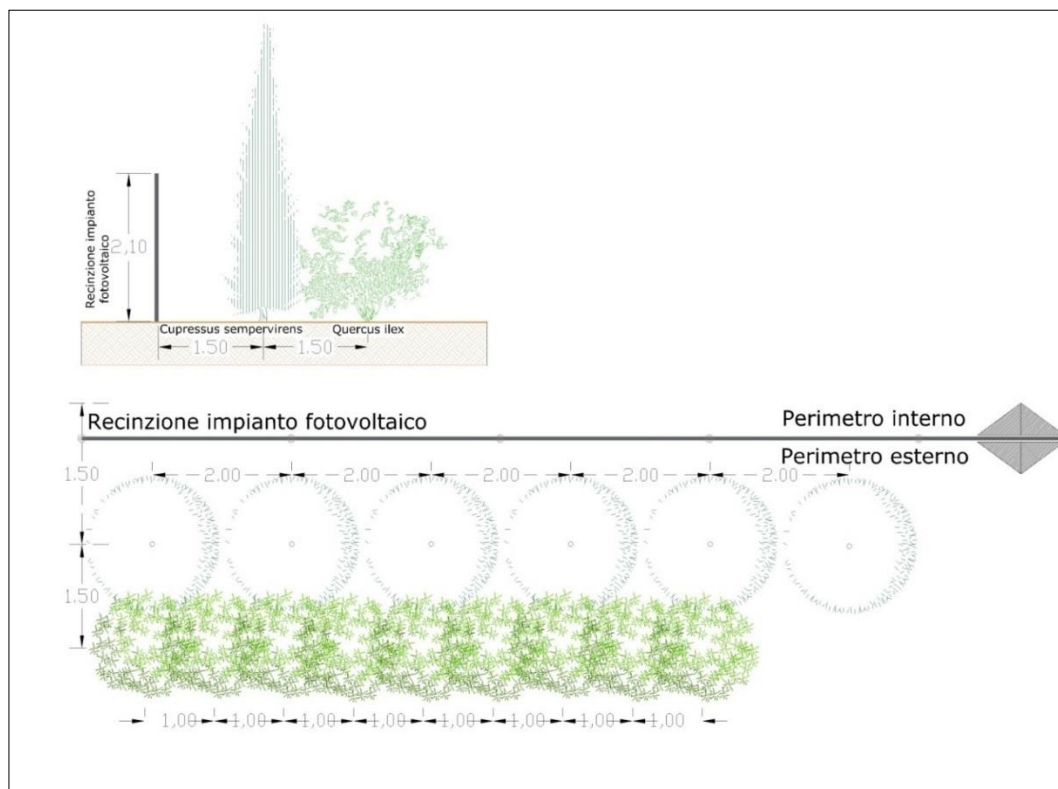 Recinzione impianto
fotovoltaico
2,10
Cupressus sempervirens
Quercus ilex
1.50
1.50
Recinzione impianto fotovoltaico
Perimetro interno
Perimetro esterno
1.50
2.00
2.00
2.00
2.00
2.00
1.50
1,00
1,00
1,00
1,00
1,00
1,00
1,00
1,00